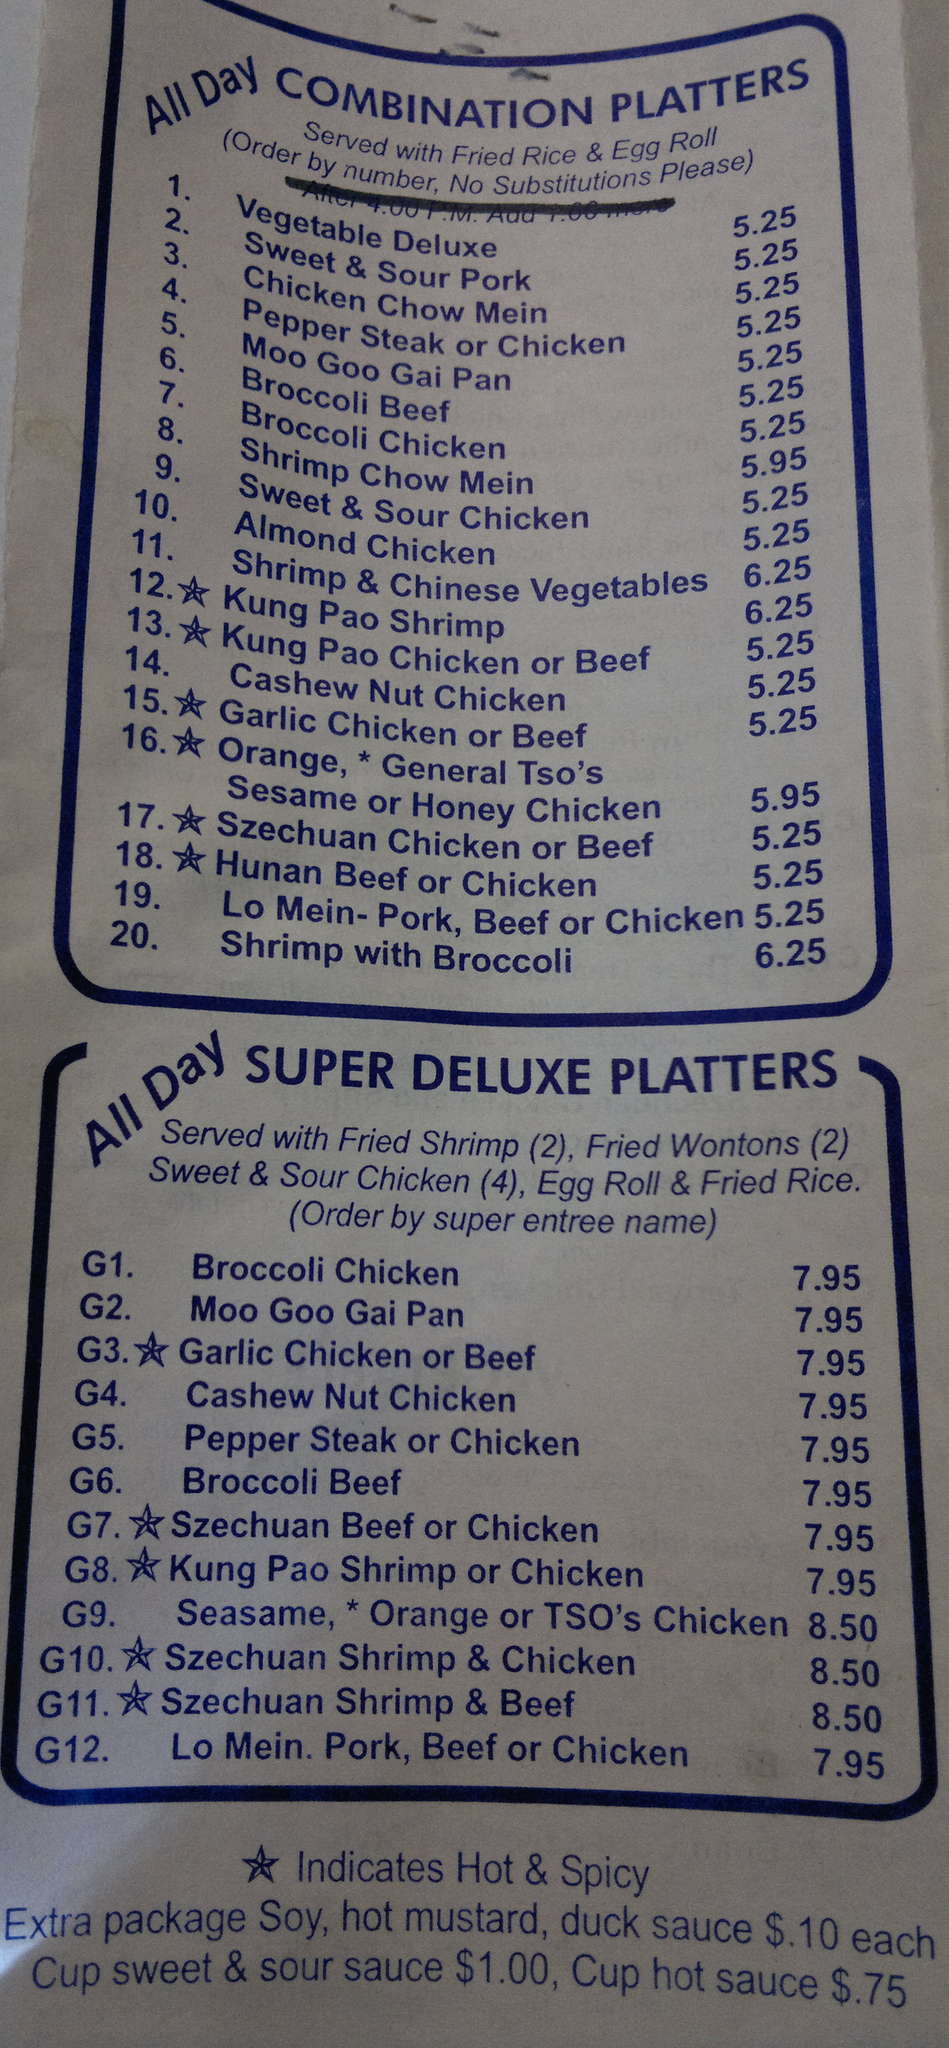 All Day COMBINATION PLATTERS
Served with Fried Rice & Egg Roll
(Order by number, No Substitutions Please)
After 4:00 P.M. Add 1.00 more
1. Vegetable Deluxe 5.25
2. Sweet & Sour Pork 5.25
3. Chicken Chow Mein 5.25
4. Pepper Steak or Chicken 5.25
5. Moo Goo Gai Pan 5.25
6. Broccoli Beef 5.25
7. Broccoli Chicken 5.25
8. Shrimp Chow Mein 5.95
9. Sweet & Sour Chicken 5.25
10. Almond Chicken 5.25
11. Shrimp & Chinese Vegetables 6.25
12. ☆ Kung Pao Shrimp 6.25
13. ☆ Kung Pao Chicken or Beef 5.25
14. Cashew Nut Chicken 5.25
15. ☆ Garlic Chicken or Beef 5.25
16. ☆ Orange, * General Tso's
Sesame or Honey Chicken 5.95
17. ☆ Szechuan Chicken or Beef 5.25
18. ☆ Hunan Beef or Chicken 5.25
19. Lo Mein- Pork, Beef or Chicken 5.25
20. Shrimp with Broccoli 6.25
All Day SUPER DELUXE PLATTERS
Served with Fried Shrimp (2), Fried Wontons (2)
Sweet & Sour Chicken (4), Egg Roll & Fried Rice.
(Order by super entree name)
G1. Broccoli Chicken 7.95
G2. Moo Goo Gai Pan 7.95
G3. ☆ Garlic Chicken or Beef 7.95
G4. Cashew Nut Chicken 7.95
G5. Pepper Steak or Chicken 7.95
G6. Broccoli Beef 7.95
G7. ☆ Szechuan Beef or Chicken 7.95
G8. ☆ Kung Pao Shrimp or Chicken 7.95
G9. Seasame, * Orange or TSO's Chicken 8.50
G10. ☆ Szechuan Shrimp & Chicken 8.50
G11. ☆ Szechuan Shrimp & Beef 8.50
G12. Lo Mein. Pork, Beef or Chicken 7.95
☆ Indicates Hot & Spicy
Extra package Soy, hot mustard, duck sauce $.10 each
Cup sweet & sour sauce $1.00, Cup hot sauce $.75